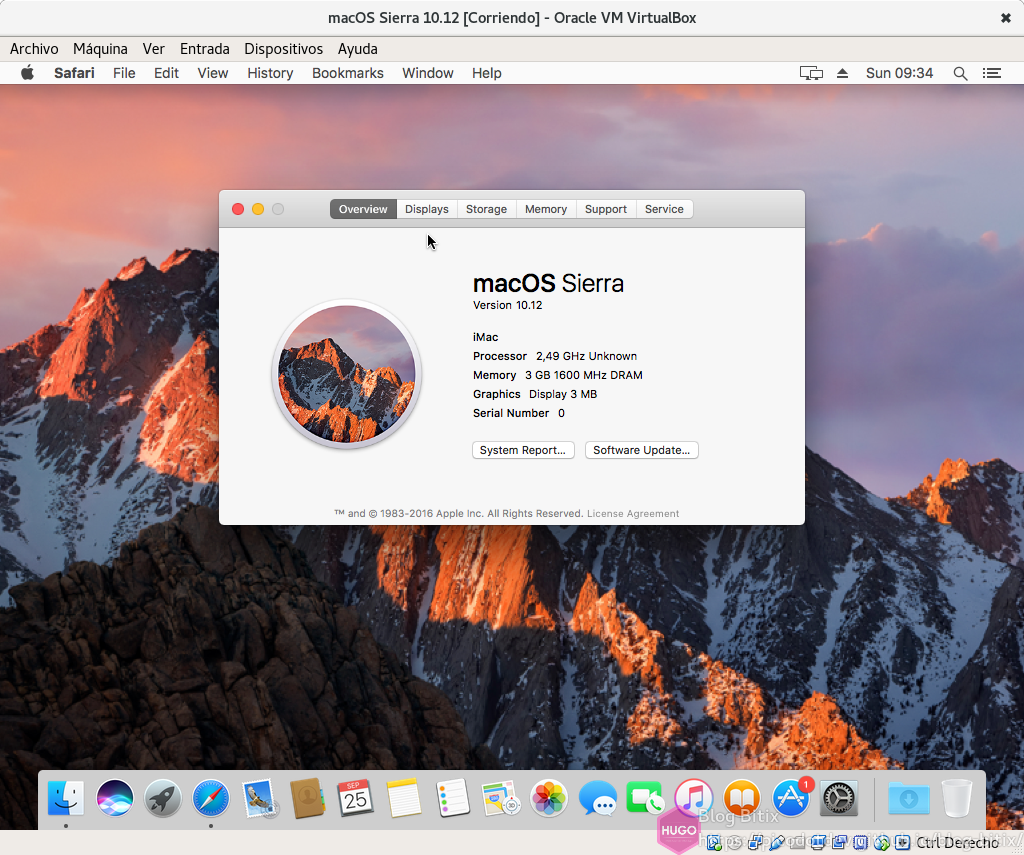 macOS Sierra 10.12 [Corriendo] - Oracle VM VirtualBox
Archivo Máquina Ver Entrada Dispositivos Ayuda
Safari File Edit View History Bookmarks Window Help Sun 09:34
Overview Displays Storage Memory Support Service
macOS Sierra
Version 10.12
iMac
Processor 2,49 GHz Unknown
Memory 3 GB 1600 MHz DRAM
Graphics Display 3 MB
Serial Number 0
System Report... Software Update...
™ and © 1983-2016 Apple Inc. All Rights Reserved. License Agreement
SEP
25
1
Blog Bitix
HUGO
Ctrl Derecho